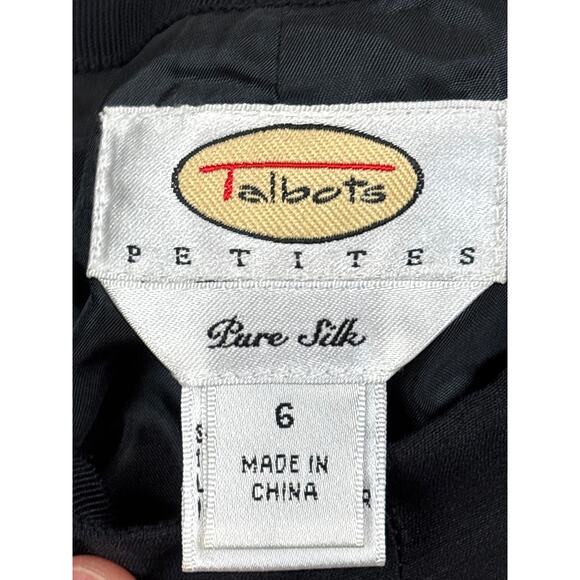 Talbots
PETITES
Pure Silk
6
MADE IN
CHINA